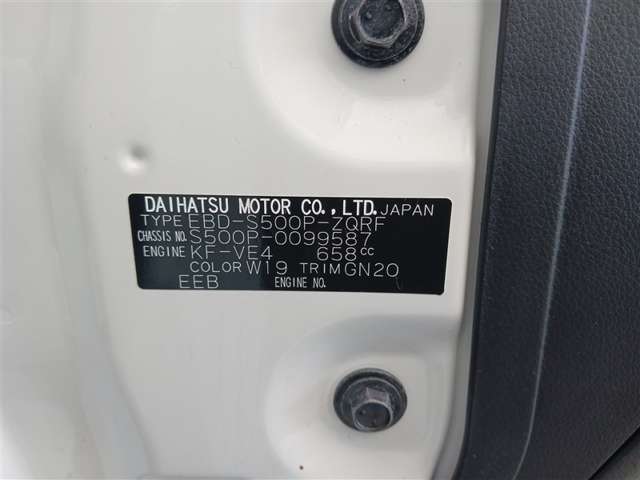 DAIHATSU MOTOR CO.,LTD. JAPAN
TYPE EBD-S500P-ZQRF
CHASSIS NO. S500P-0099587
ENGINE KF-VE4 658cc
COLOR W19 TRIM GN20
EEB ENGINE NO.